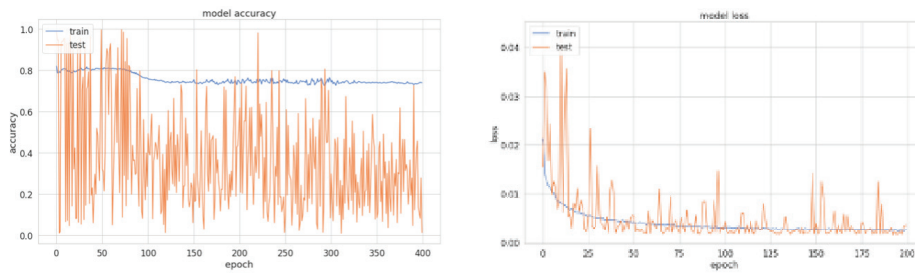 model accuracy
train
test
1.0
0.8
0.6
0.4
0.2
0.0
accuracy
0 50 100 150 200 250 300 350 400
epoch
model loss
train
test
0.04
0.03
0.02
0.01
0.00
loss
0 25 50 75 100 125 150 175 200
epoch